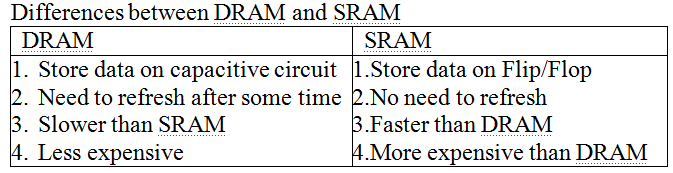 Differences between DRAM and SRAM
DRAM SRAM
1. Store data on capacitive circuit 1.Store data on Flip/Flop
2. Need to refresh after some time 2.No need to refresh
3. Slower than SRAM 3.Faster than DRAM
4. Less expensive 4.More expensive than DRAM